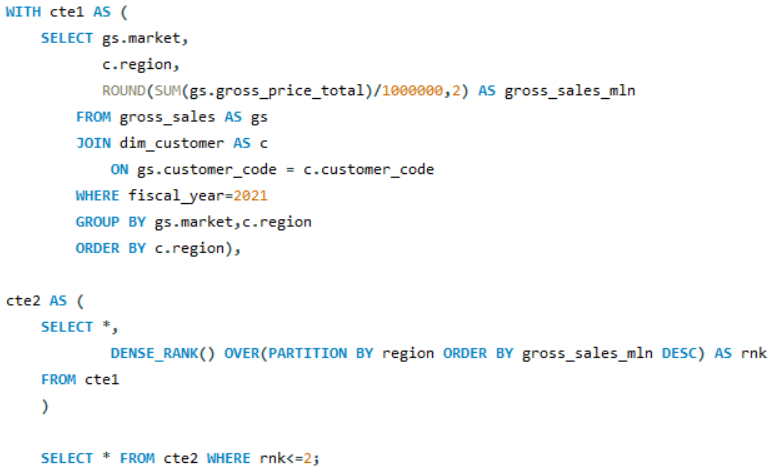 WITH cte1 AS (
    SELECT gs.market,
           c.region,
           ROUND(SUM(gs.gross_price_total)/1000000,2) AS gross_sales_mln
        FROM gross_sales AS gs
        JOIN dim_customer AS c
            ON gs.customer_code = c.customer_code
        WHERE fiscal_year=2021
        GROUP BY gs.market,c.region
        ORDER BY c.region),
cte2 AS (
    SELECT *,
            DENSE_RANK() OVER(PARTITION BY region ORDER BY gross_sales_mln DESC) AS rnk
    FROM cte1
    )
    SELECT * FROM cte2 WHERE rnk<=2;